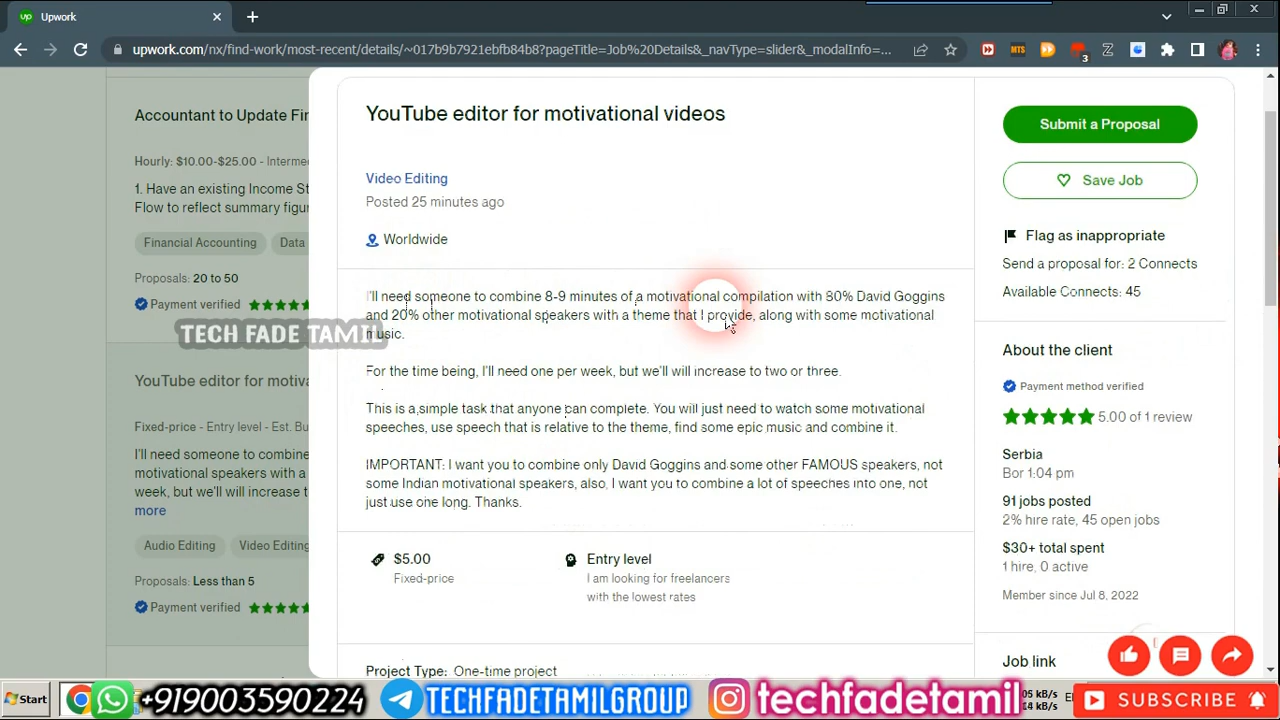 Upwork
upwork.com/nx/find-work/most-recent/details/~017b9b7921ebfb84b8?pageTitle=Job%20Details&_navType=slider&_modalInfo=...
MTS
3
Accountant to Update Fi
Hourly: $10.00-$25.00 - Interme
1. Have an existing Income St
Flow to reflect summary figu
Financial Accounting
Data
Proposals: 20 to 50
Payment verified
TECH FADE TAMIL
YouTube editor for motiva
Fixed-price - Entry level - Est. Bu
I'll need someone to combine
motivational speakers with a
week, but we'll will increase t
more
Audio Editing
Video Editing
Proposals: Less than 5
Payment verified
YouTube editor for motivational videos
Video Editing
Posted 25 minutes ago
Worldwide
I'll need someone to combine 8-9 minutes of a motivational compilation with 80% David Goggins
and 20% other motivational speakers with a theme that I provide, along with some motivational
music.
For the time being, I'll need one per week, but we'll will increase to two or three.
This is a simple task that anyone can complete. You will just need to watch some motivational
speeches, use speech that is relative to the theme, find some epic music and combine it.
IMPORTANT: I want you to combine only David Goggins and some other FAMOUS speakers, not
some Indian motivational speakers, also, I want you to combine a lot of speeches into one, not
just use one long. Thanks.
$5.00
Fixed-price
Entry level
I am looking for freelancers
with the lowest rates
Project Type: One-time project
Submit a Proposal
Save Job
Flag as inappropriate
Send a proposal for: 2 Connects
Available Connects: 45
About the client
Payment method verified
5.00 of 1 review
Serbia
Bor 1:04 pm
91 jobs posted
2% hire rate, 45 open jobs
$30+ total spent
1 hire, 0 active
Member since Jul 8, 2022
Job link
Start
+919003590224
TECHFADETAMILGROUP
techfadetamil
SUBSCRIBE